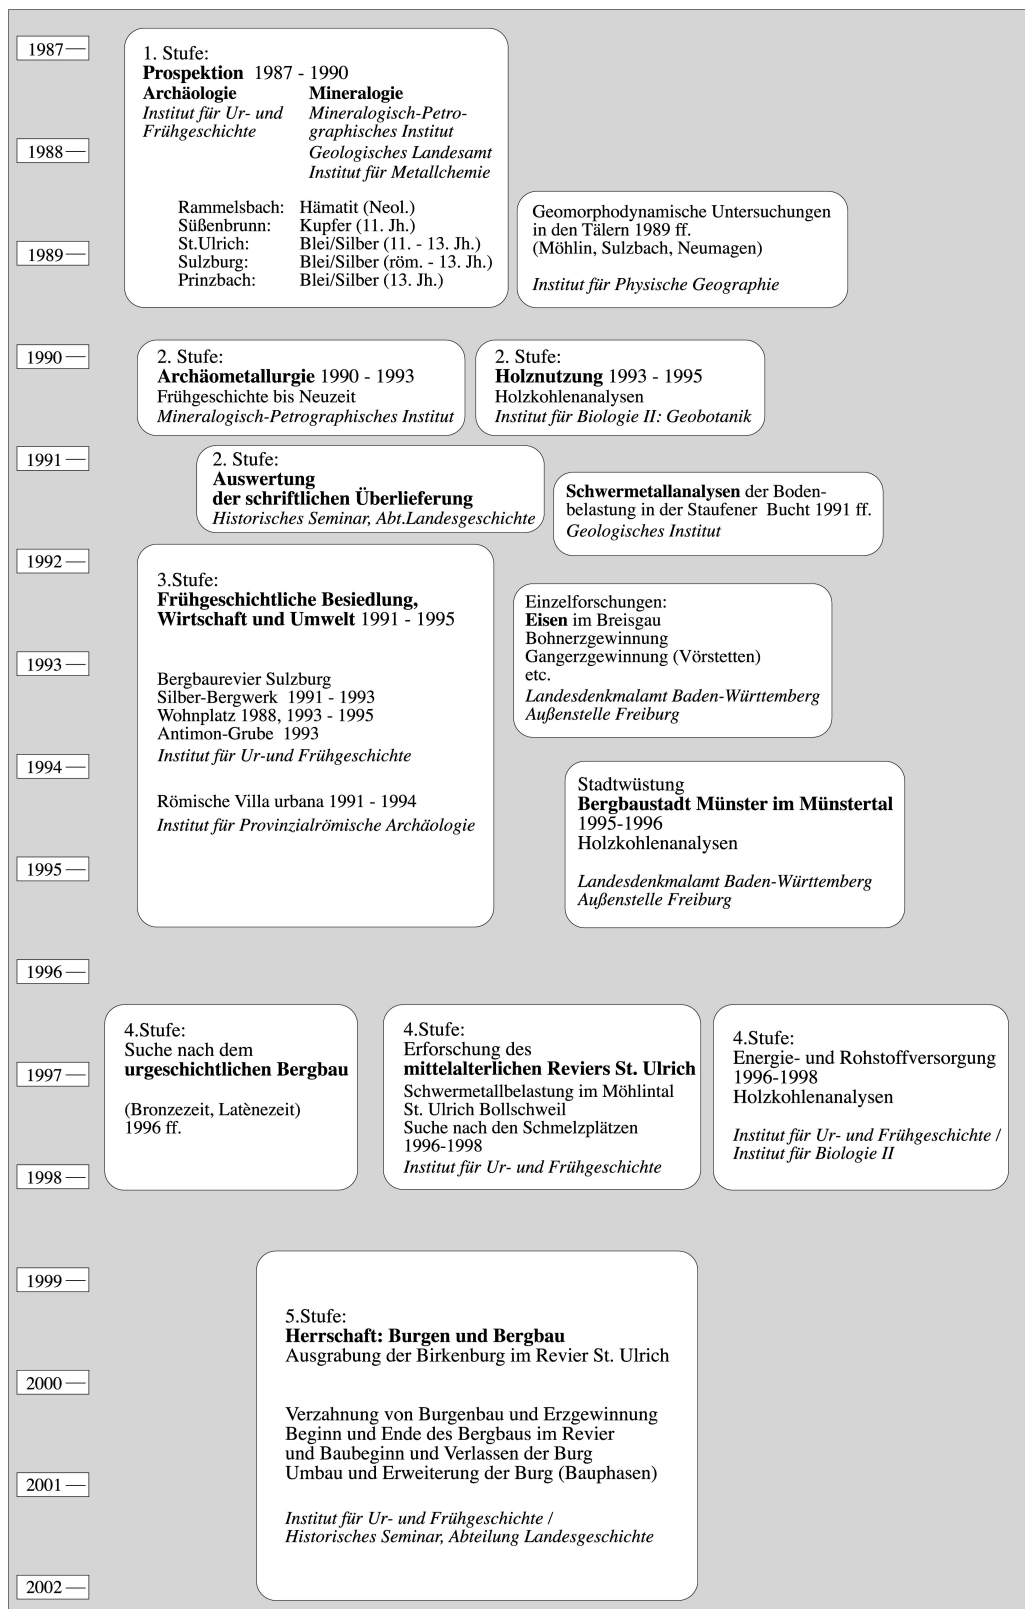 1987
1. Stufe:
Prospektion 1987 - 1990
Archäologie
Institut für Ur- und
Frühgeschichte
Mineralogie
Mineralogisch-Petro-
graphisches Institut
Geologisches Landesamt
Institut für Metallchemie
Rammelsbach: Hämatit (Neol.)
Süßenbrunn: Kupfer (11. Jh.)
St.Ulrich: Blei/Silber (11. - 13. Jh.)
Sulzburg: Blei/Silber (röm. - 13. Jh.)
Prinzbach: Blei/Silber (13. Jh.)
1988
Geomorphodynamische Untersuchungen
in den Tälern 1989 ff.
(Möhlin, Sulzbach, Neumagen)
Institut für Physische Geographie
1989
1990
2. Stufe:
Archäometallurgie 1990 - 1993
Frühgeschichte bis Neuzeit
Mineralogisch-Petrographisches Institut
2. Stufe:
Holznutzung 1993 - 1995
Holzkohlenanalysen
Institut für Biologie II: Geobotanik
1991
2. Stufe:
Auswertung
der schriftlichen Überlieferung
Historisches Seminar, Abt.Landesgeschichte
Schwermetallanalysen der Boden-
belastung in der Staufener Bucht 1991 ff.
Geologisches Institut
1992
3.Stufe:
Frühgeschichtliche Besiedlung,
Wirtschaft und Umwelt 1991 - 1995
Bergbaurevier Sulzburg
Silber-Bergwerk 1991 - 1993
Wohnplatz 1988, 1993 - 1995
Antimon-Grube 1993
Institut für Ur-und Frühgeschichte
Römische Villa urbana 1991 - 1994
Institut für Provinzialrömische Archäologie
Einzelforschungen:
Eisen im Breisgau
Bohnerzgewinnung
Gangerzgewinnung (Vörstetten)
etc.
Landesdenkmalamt Baden-Württemberg
Außenstelle Freiburg
1993
1994
Stadtwüstung
Bergbaustadt Münster im Münstertal
1995-1996
Holzkohlenanalysen
Landesdenkmalamt Baden-Württemberg
Außenstelle Freiburg
1995
1996
4.Stufe:
Suche nach dem
urgeschichtlichen Bergbau
(Bronzezeit, Latènezeit)
1996 ff.
4.Stufe:
Erforschung des
mittelalterlichen Reviers St. Ulrich
Schwermetallbelastung im Möhlintal
St. Ulrich Bollschweil
Suche nach den Schmelzplätzen
1996-1998
Institut für Ur- und Frühgeschichte
4.Stufe:
Energie- und Rohstoffversorgung
1996-1998
Holzkohlenanalysen
Institut für Ur- und Frühgeschichte /
Institut für Biologie II
1997
1998
1999
5.Stufe:
Herrschaft: Burgen und Bergbau
Ausgrabung der Birkenburg im Revier St. Ulrich
Verzahnung von Burgenbau und Erzgewinnung
Beginn und Ende des Bergbaus im Revier
und Baubeginn und Verlassen der Burg
Umbau und Erweiterung der Burg (Bauphasen)
Institut für Ur- und Frühgeschichte /
Historisches Seminar, Abteilung Landesgeschichte
2000
2001
2002